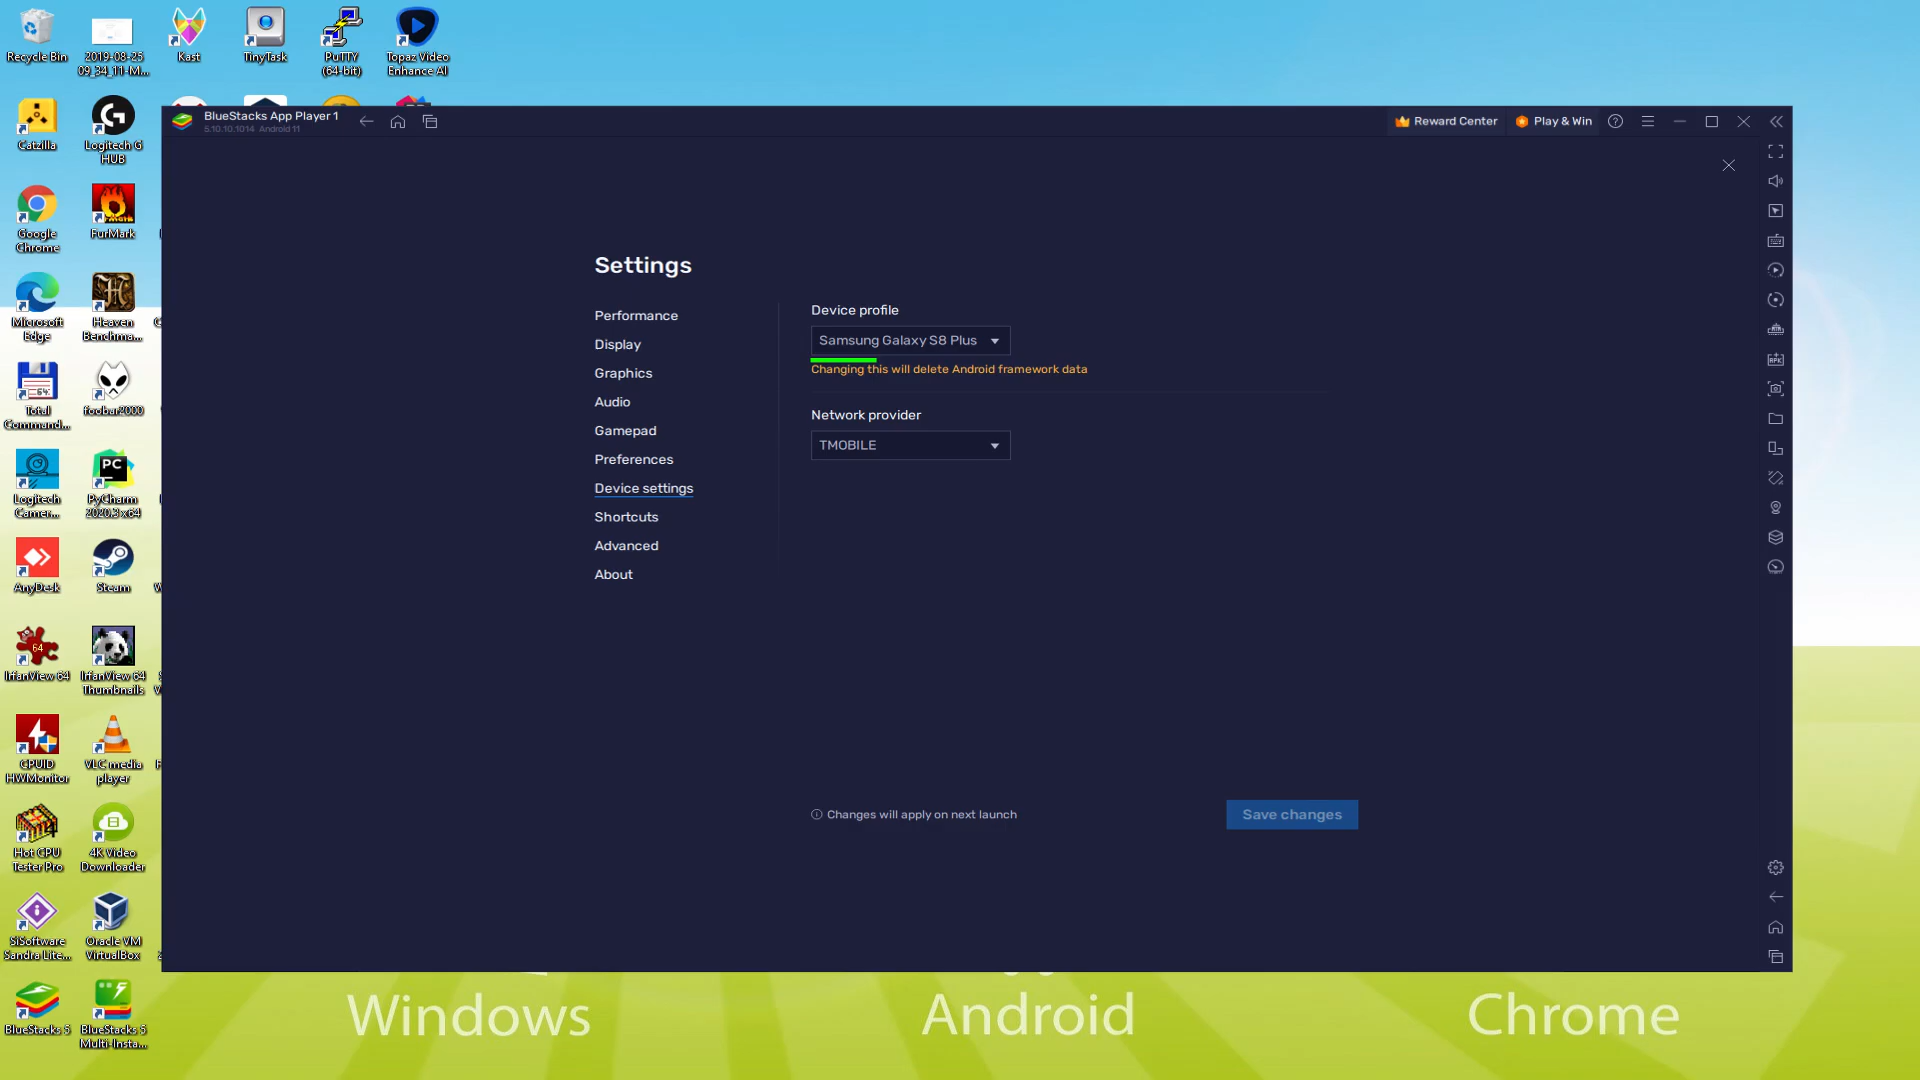 Recycle Bin
2019-08-25
09_34_11-M...
Kast
TinyTask
PuTTY
(64-bit)
Topaz Video
Enhance AI
Catzilla
Logitech G
HUB
Google
Chrome
FurMark
Microsoft
Edge
Heaven
Benchma...
Total
Command...
foobar2000
Logitech
Camer...
PyCharm
2020.3 x64
AnyDesk
Steam
IrfanView 64
IrfanView 64
Thumbnails
CPUID
HWMonitor
VLC media
player
Hot CPU
Tester Pro
4K Video
Downloader
SiSoftware
Sandra Lite...
Oracle VM
VirtualBox
BlueStacks 5
BlueStacks 5
Multi-Insta...
BlueStacks App Player 1
5.10.10.1014 Android 11
Reward Center
Play & Win
Settings
Performance
Display
Graphics
Audio
Gamepad
Preferences
Device settings
Shortcuts
Advanced
About
Device profile
Samsung Galaxy S8 Plus
Changing this will delete Android framework data
Network provider
TMOBILE
Changes will apply on next launch
Save changes
Windows
Android
Chrome